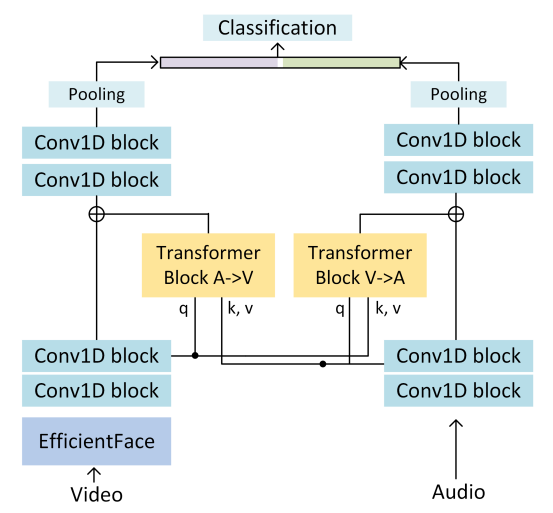 Classification
Pooling
Pooling
Conv1D block
Conv1D block
Conv1D block
Conv1D block
Transformer
Block A->V
Transformer
Block V->A
q
k, v
q
k, v
Conv1D block
Conv1D block
Conv1D block
Conv1D block
EfficientFace
Video
Audio